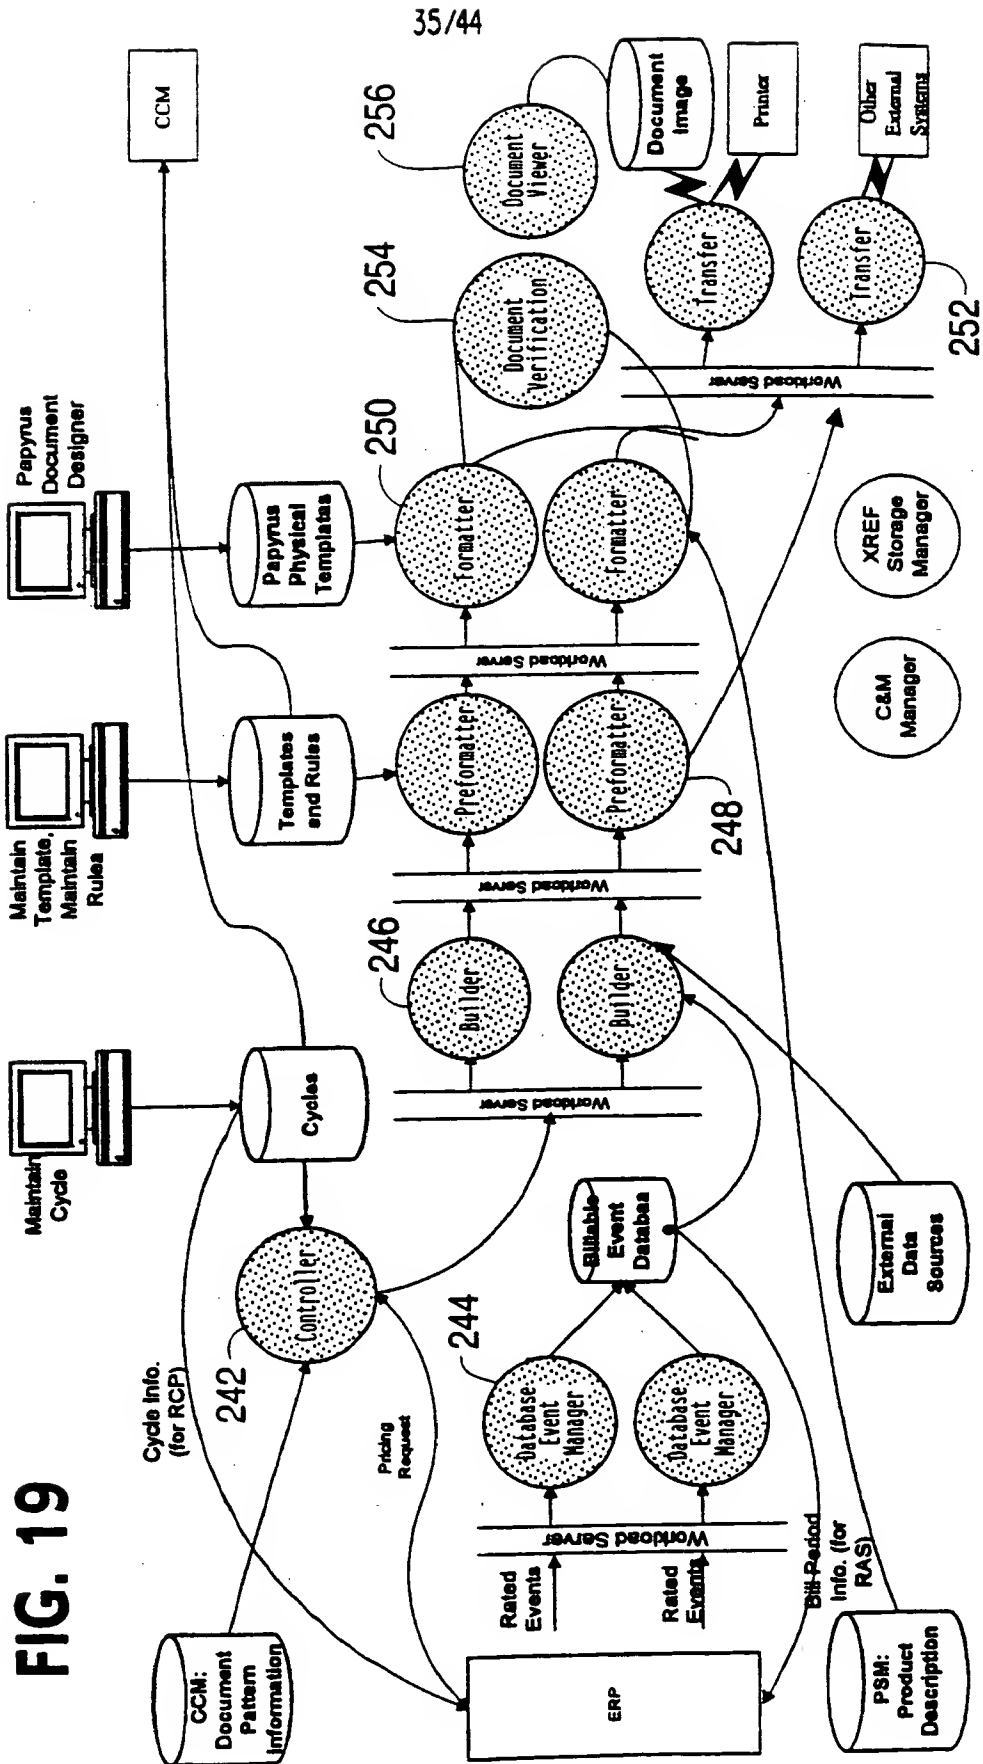 35/44
FIG. 19
CCM:
Document
Pattern
Information
Cycle Info.
(for RCP)
242
Controller
Maintain
Cycle
Cycles
Maintain
Template,
Maintain
Rules
Templates
and Rules
Papyrus
Document
Designer
Papyrus
Physical
Templates
CCM
Pricing
Request
ERP
Rated
Events
Rated
Events
Workload Server
244
Database
Event
Manager
Database
Event
Manager
Billable
Event
Databaa
Bill Period
Info. (for
RAS)
Workload Server
246
Builder
Builder
Workload Server
Preformatter
Preformatter
248
Workload Server
250
Formatter
Formatter
254
Document
Verification
256
Document
Viewer
Document
Image
Printer
Other
External
Systems
Transfer
Transfer
252
Workload Server
PSM:
Product
Description
External
Data
Sources
C&M
Manager
XREF
Storage
Manager